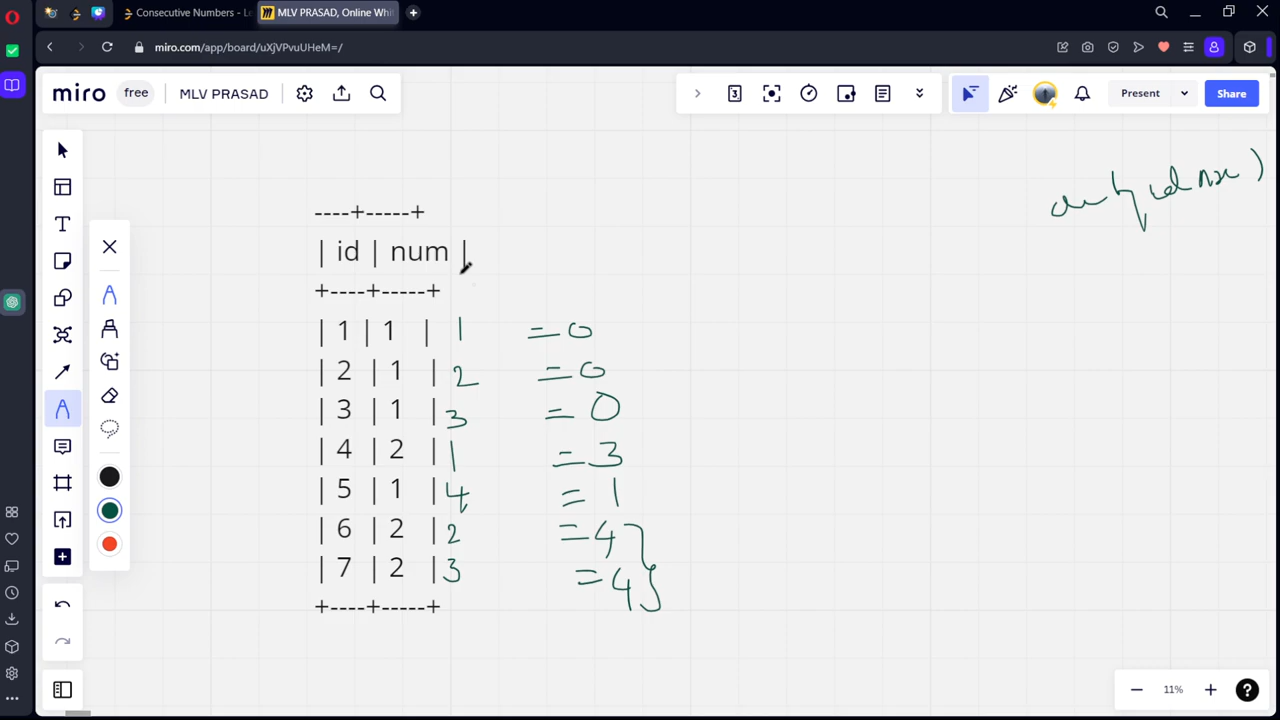 Consecutive Numbers - Le
MLV PRASAD, Online Whi
miro.com/app/board/uXjVPvuUHeM=/
miro free MLV PRASAD
3 Present Share
----+-----+
| id | num |
+----+-----+
| 1 | 1 | 1 = 0
| 2 | 1 | 2 = 0
| 3 | 1 | 3 = 0
| 4 | 2 | 1 = 3
| 5 | 1 | 4 = 1
| 6 | 2 | 2 = 4
| 7 | 2 | 3 = 4
+----+-----+
11%